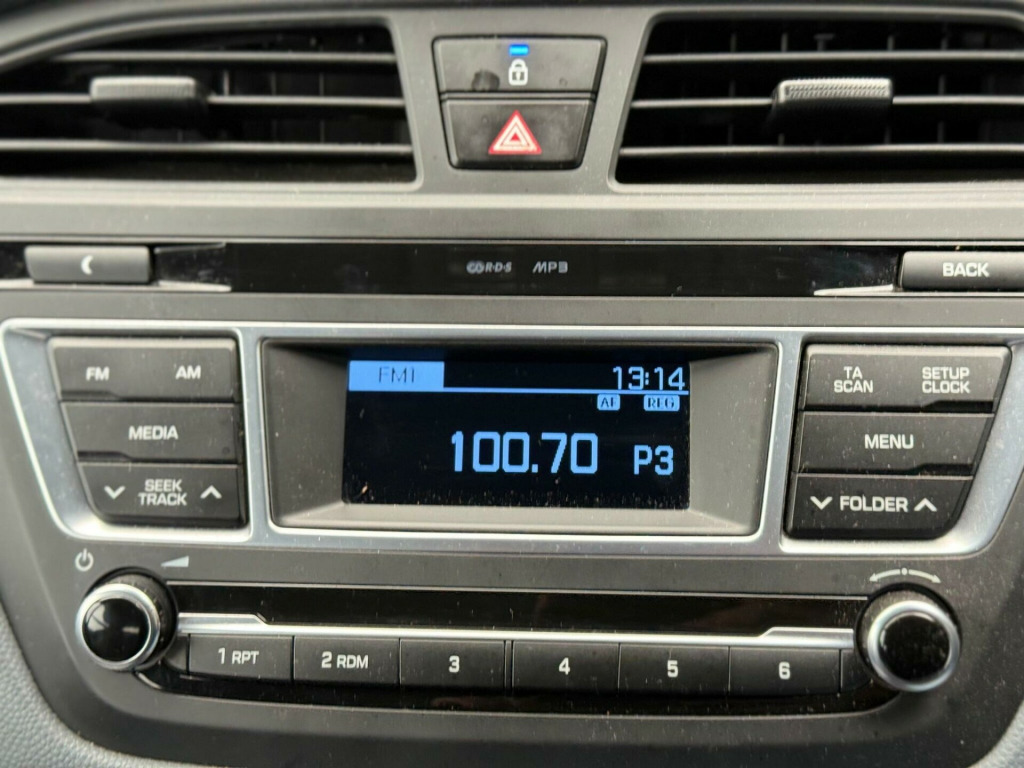 RDS MP3
BACK
FM AM
MEDIA
SEEK
TRACK
FM1 13:14
AF REG
100.70 P3
TA
SCAN
SETUP
CLOCK
MENU
FOLDER
1 RPT 2 RDM 3 4 5 6